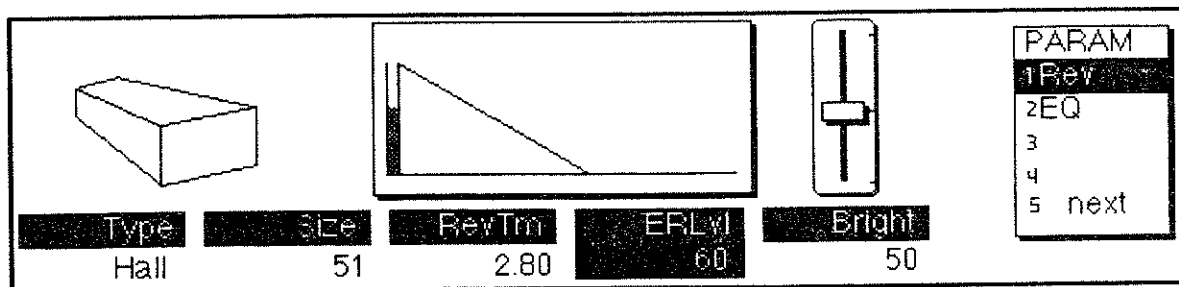 PARAM
1Rev
2EQ
3
4
5 next
Type Size RevTm ERLvl Bright
Hall 51 2.80 60 50